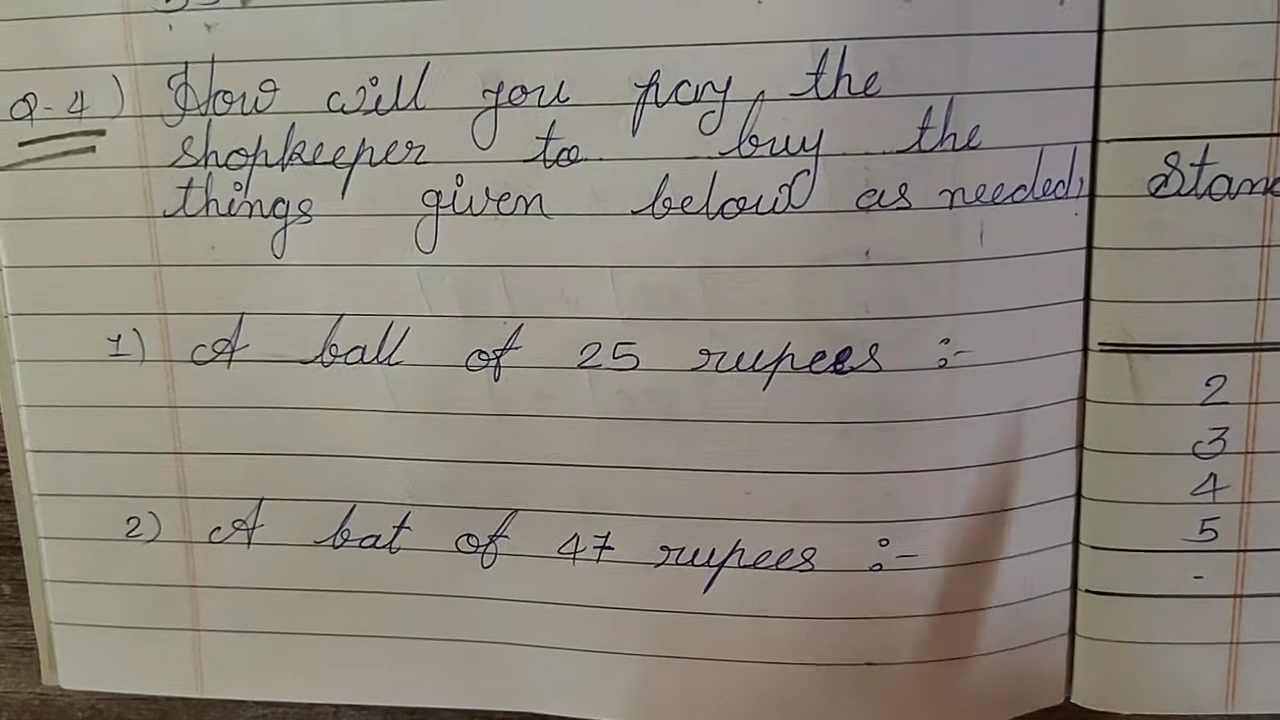 Q-4) How will you pay, the
shopkeeper to buy the
things given below as needed,
1) A ball of 25 rupees :-
2) A bat of 47 rupees :-
2
3
4
5
-